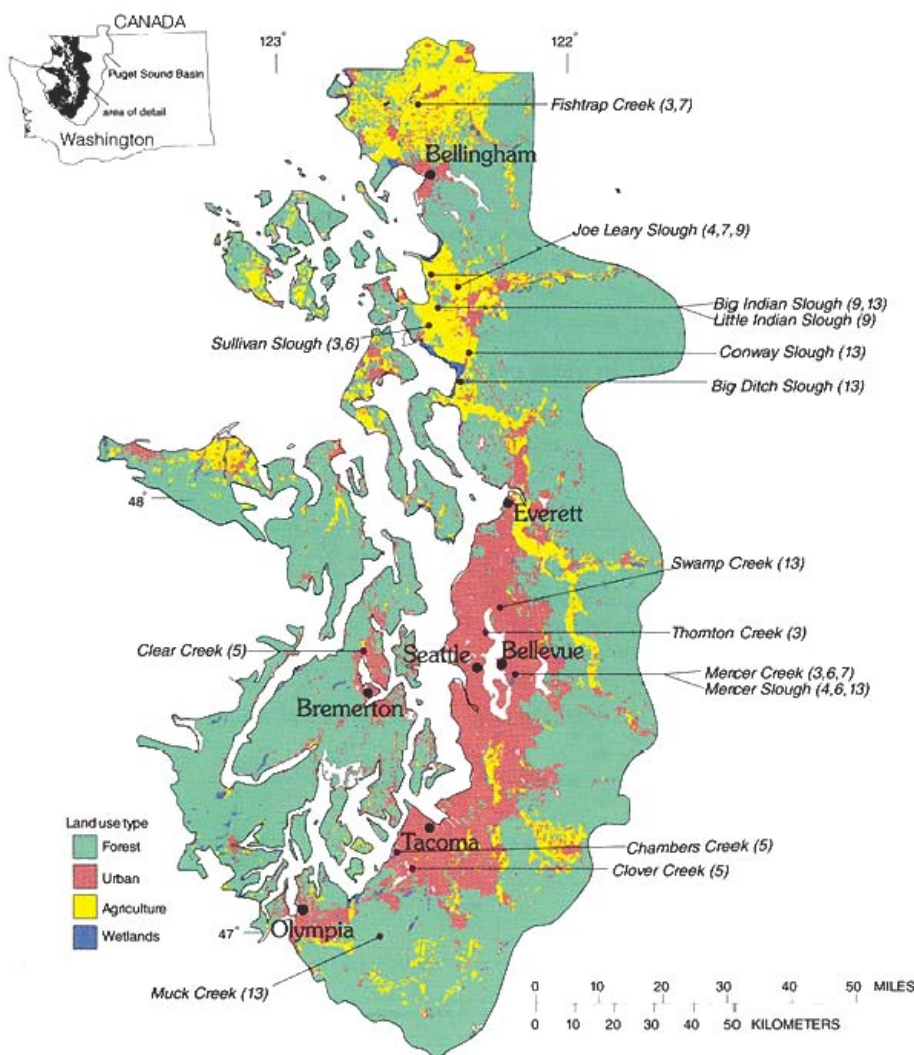 CANADA
Puget Sound Basin
area of detail
Washington
123°
122°
Fishtrap Creek (3,7)
Bellingham
Joe Leary Slough (4,7,9)
Big Indian Slough (9,13)
Little Indian Slough (9)
Sullivan Slough (3,6)
Conway Slough (13)
Big Ditch Slough (13)
48°
Everett
Swamp Creek (13)
Thornton Creek (3)
Clear Creek (5)
Seattle
Bellevue
Mercer Creek (3,6,7)
Mercer Slough (4,6,13)
Bremerton
Land use type
Forest
Urban
Agriculture
Wetlands
Tacoma
Chambers Creek (5)
Clover Creek (5)
Olympia
47°
Muck Creek (13)
0 10 20 30 40 50 MILES
0 10 20 30 40 50 KILOMETERS